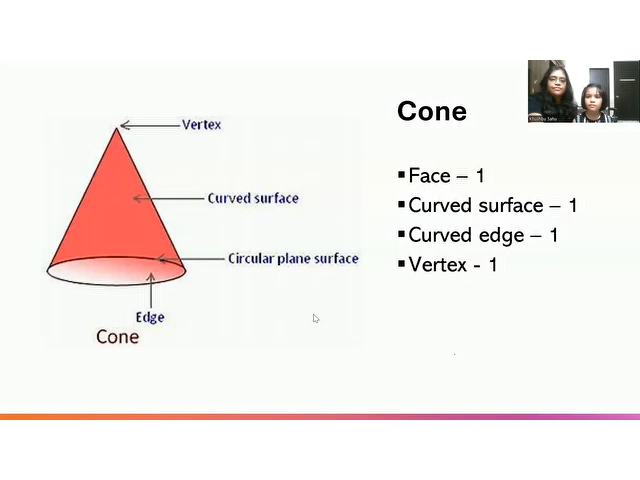 Vertex
Curved surface
Circular plane surface
Edge
Cone
Cone
▪Face – 1
▪Curved surface – 1
▪Curved edge – 1
▪Vertex - 1